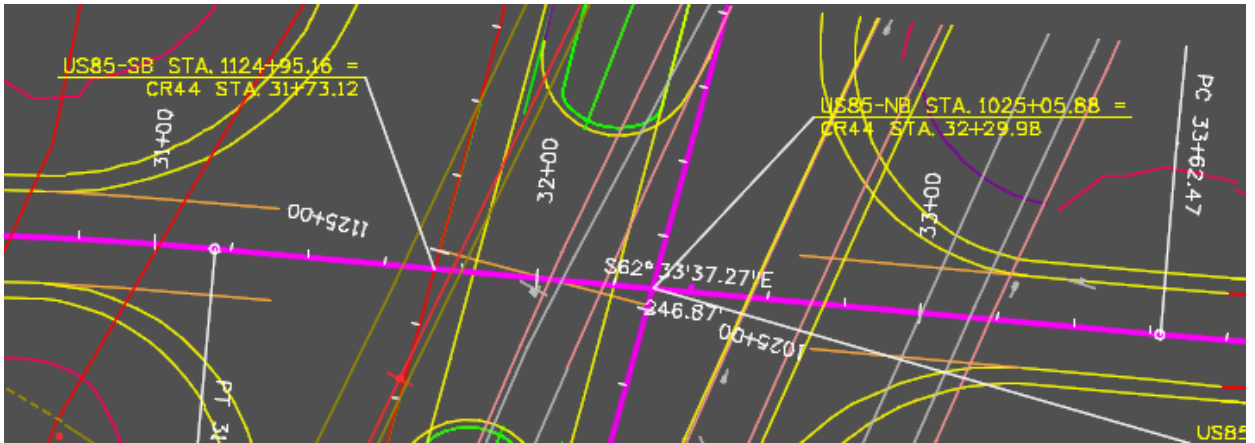 US85-SB STA. 1124+95.16 =
CR44 STA. 31+73.12
US85-NB STA. 1025+05.88 =
CR44 STA. 32+29.98
31+00
32+00
33+00
PC 33+62.47
1125+00
S62° 33'37.27"E
246.87'
1025+00
PT 31
US85